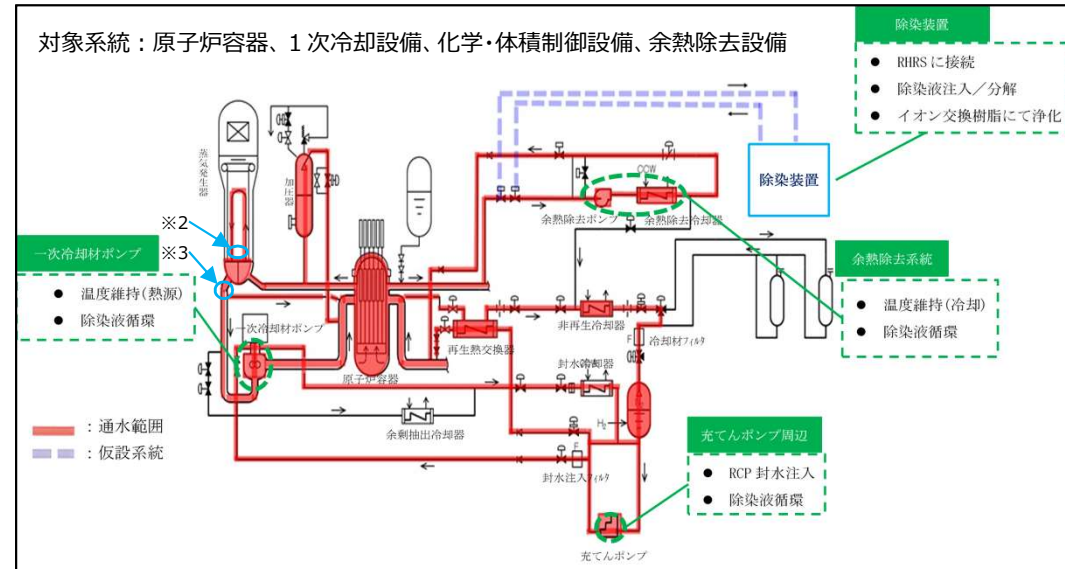 対象系統：原子炉容器、１次冷却設備、化学・体積制御設備、余熱除去設備
除染装置
● RHRSに接続
● 除染液注入／分解
● イオン交換樹脂にて浄化
除染装置
蒸気発生器
加圧器
CCW
余熱除去ポンプ
余熱除去冷却器
※2
※3
一次冷却材ポンプ
● 温度維持(熱源)
● 除染液循環
余熱除去系統
● 温度維持(冷却)
● 除染液循環
一次冷却材ポンプ
原子炉容器
再生熱交換器
非再生冷却器
F
冷却材フィルタ
封水冷却器
H₂
余剰抽出冷却器
：通水範囲
：仮設系統
F
封水注入フィルタ
充てんポンプ周辺
● RCP 封水注入
● 除染液循環
充てんポンプ